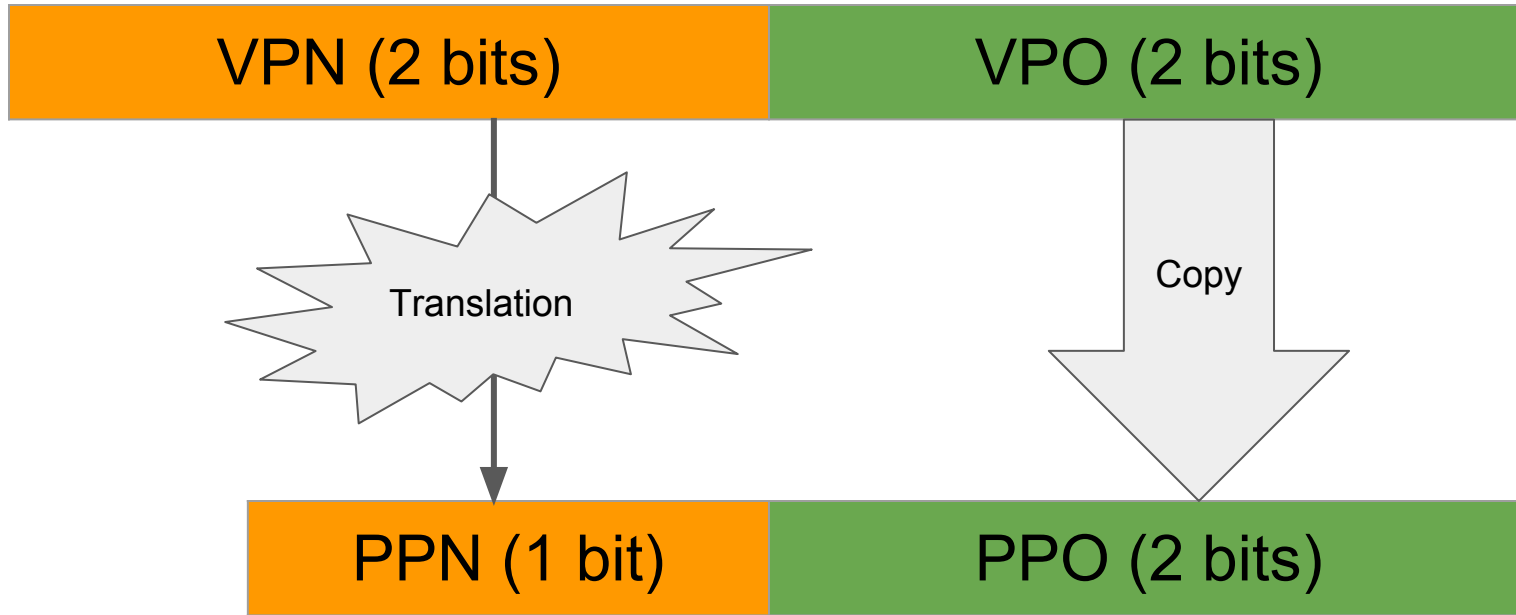 VPN (2 bits)
VPO (2 bits)
Translation
Copy
PPN (1 bit)
PPO (2 bits)